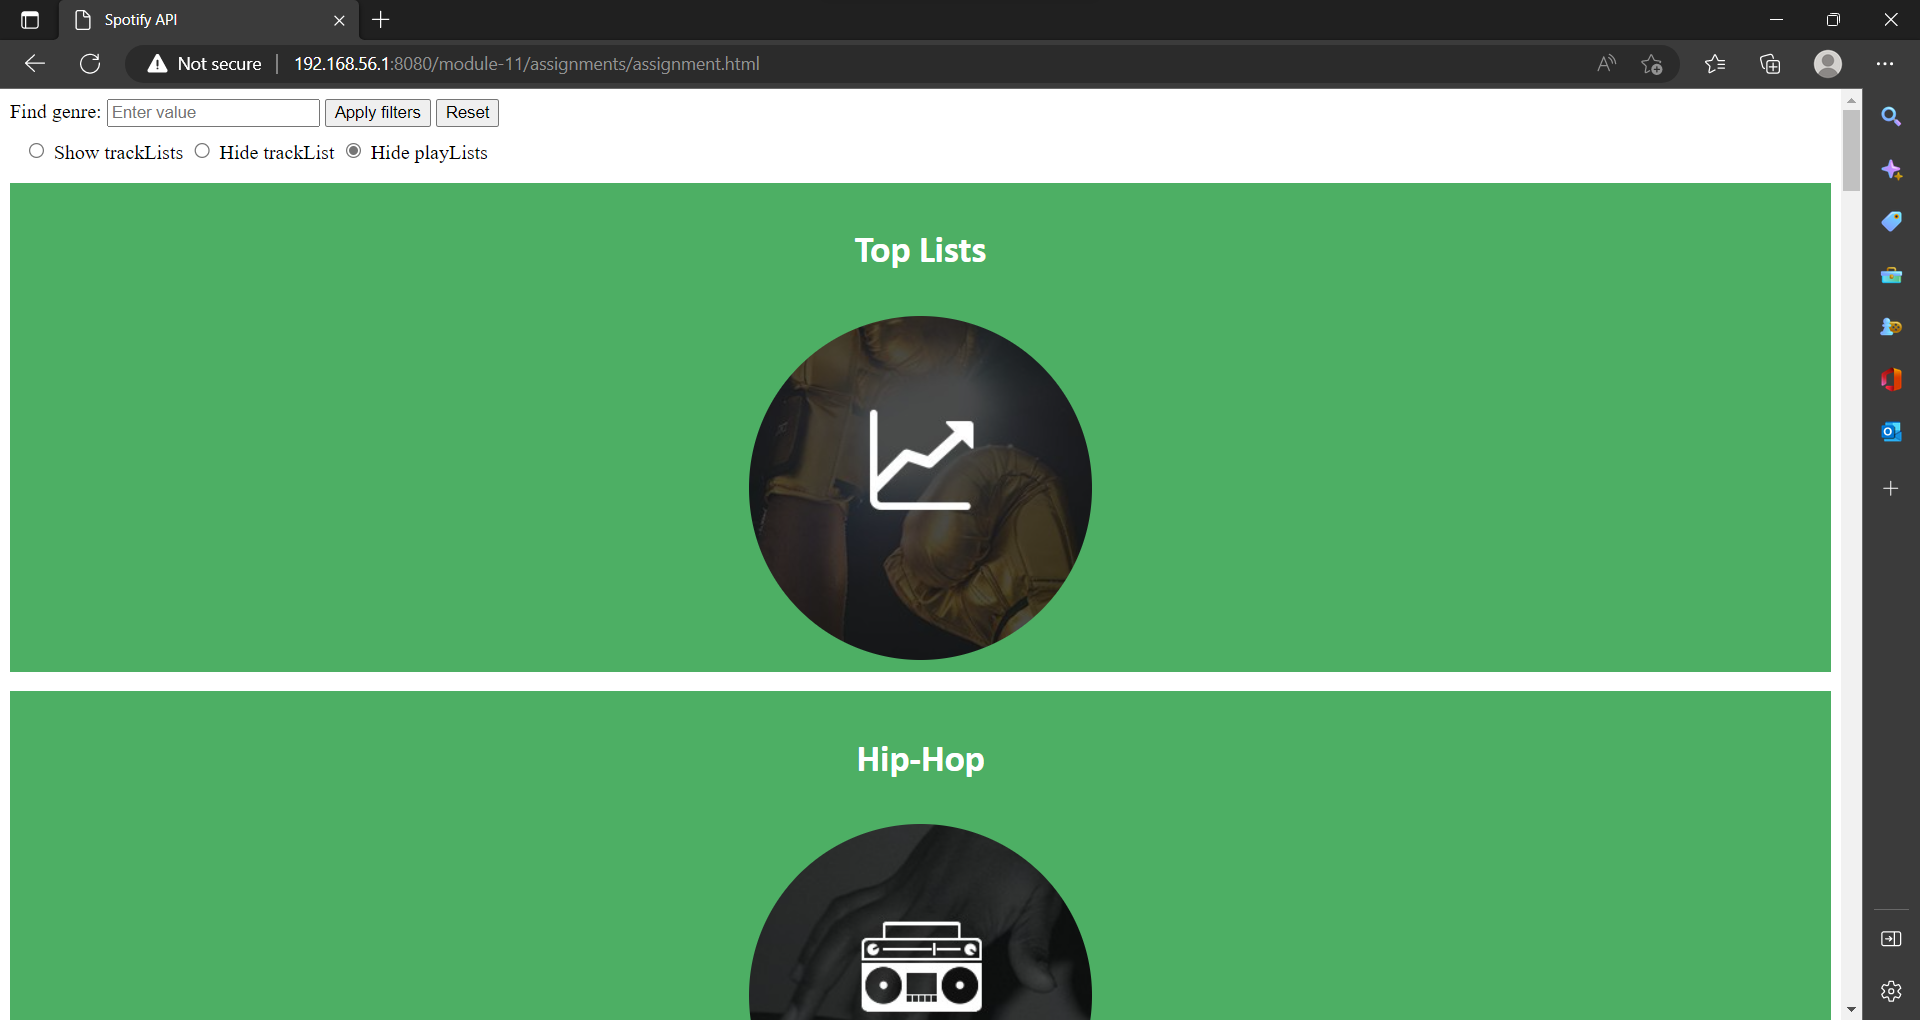 Spotify API
Not secure
192.168.56.1:8080/module-11/assignments/assignment.html
Find genre: Enter value Apply filters Reset
Show trackLists Hide trackList Hide playLists
Top Lists
Hip-Hop